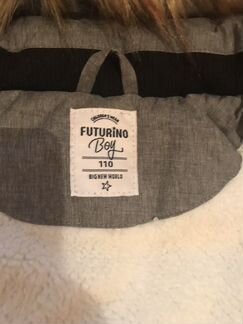 CHILDREN'S WEAR
FUTURiNO
Boy
110
BIG NEW WORLD